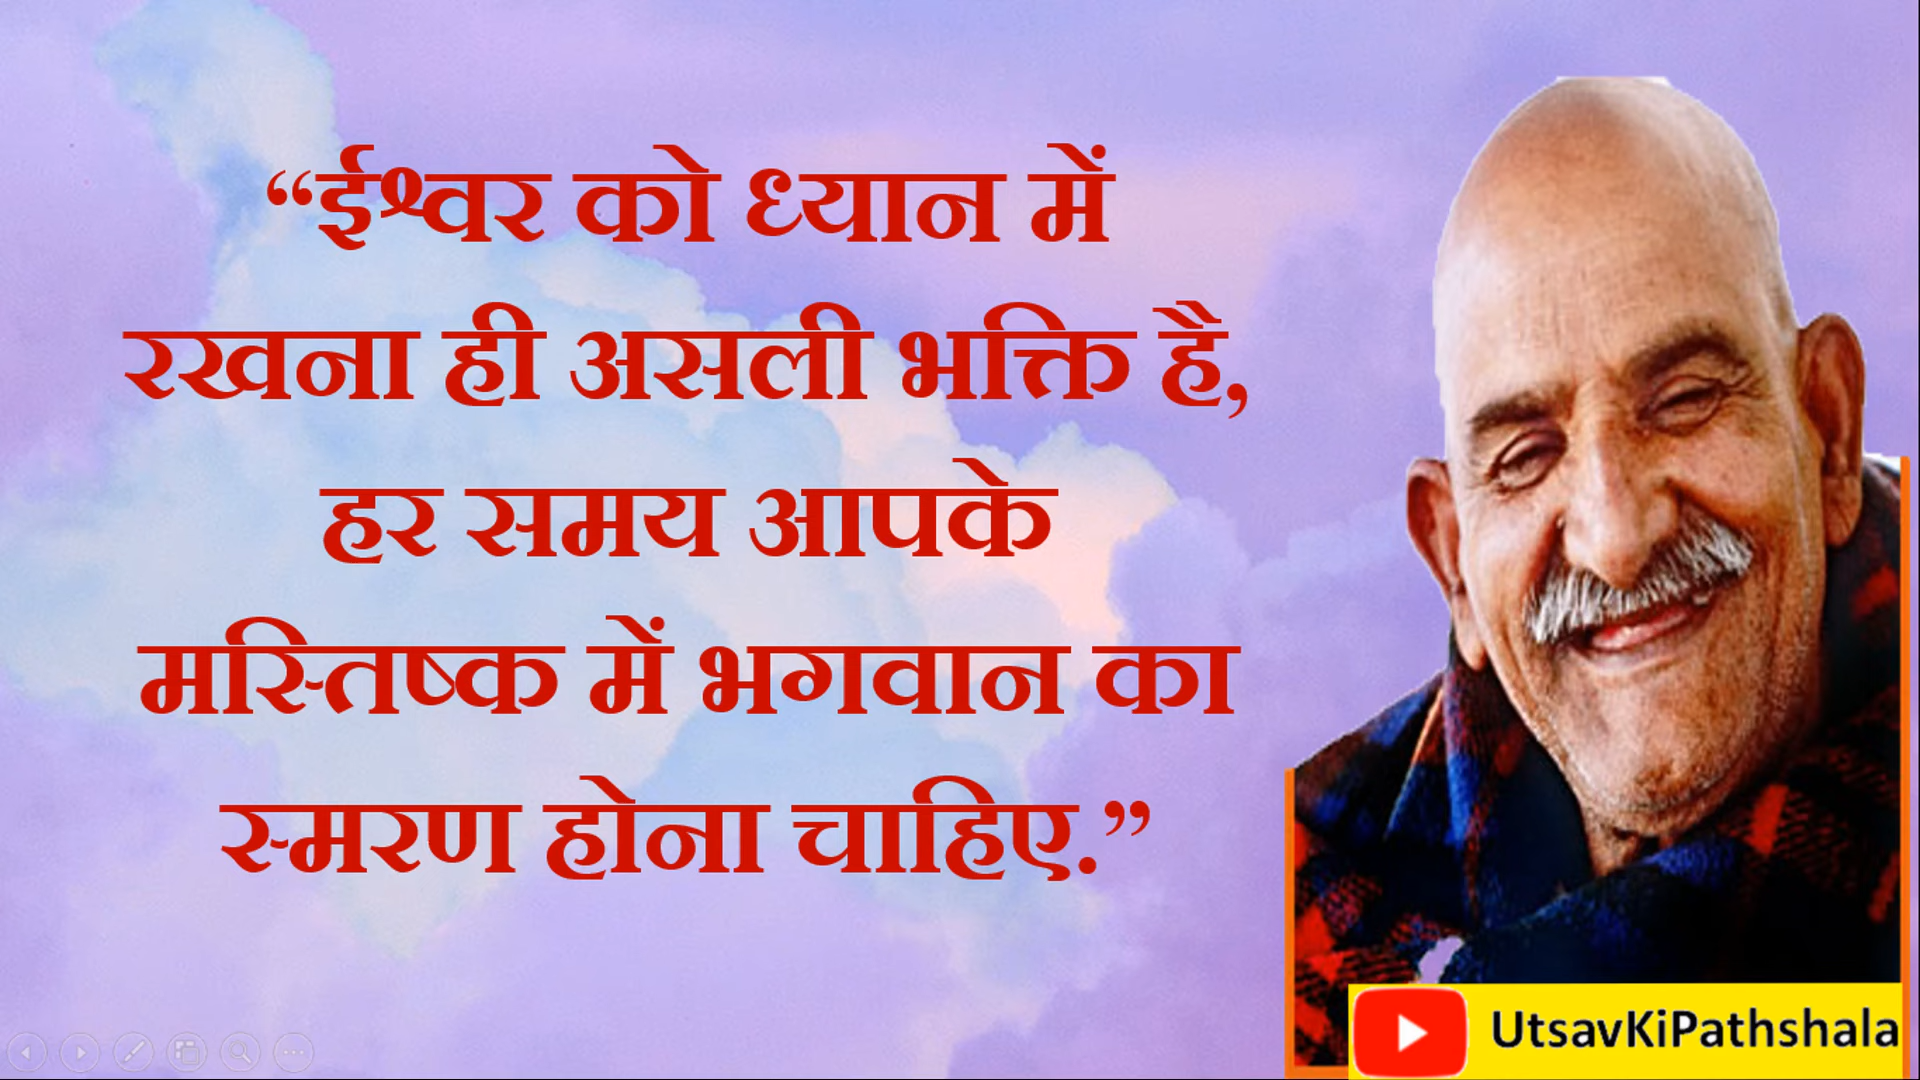 “ईश्वर को ध्यान में
रखना ही असली भक्ति है,
हर समय आपके
मस्तिष्क में भगवान का
स्मरण होना चाहिए.”
UtsavKiPathshala